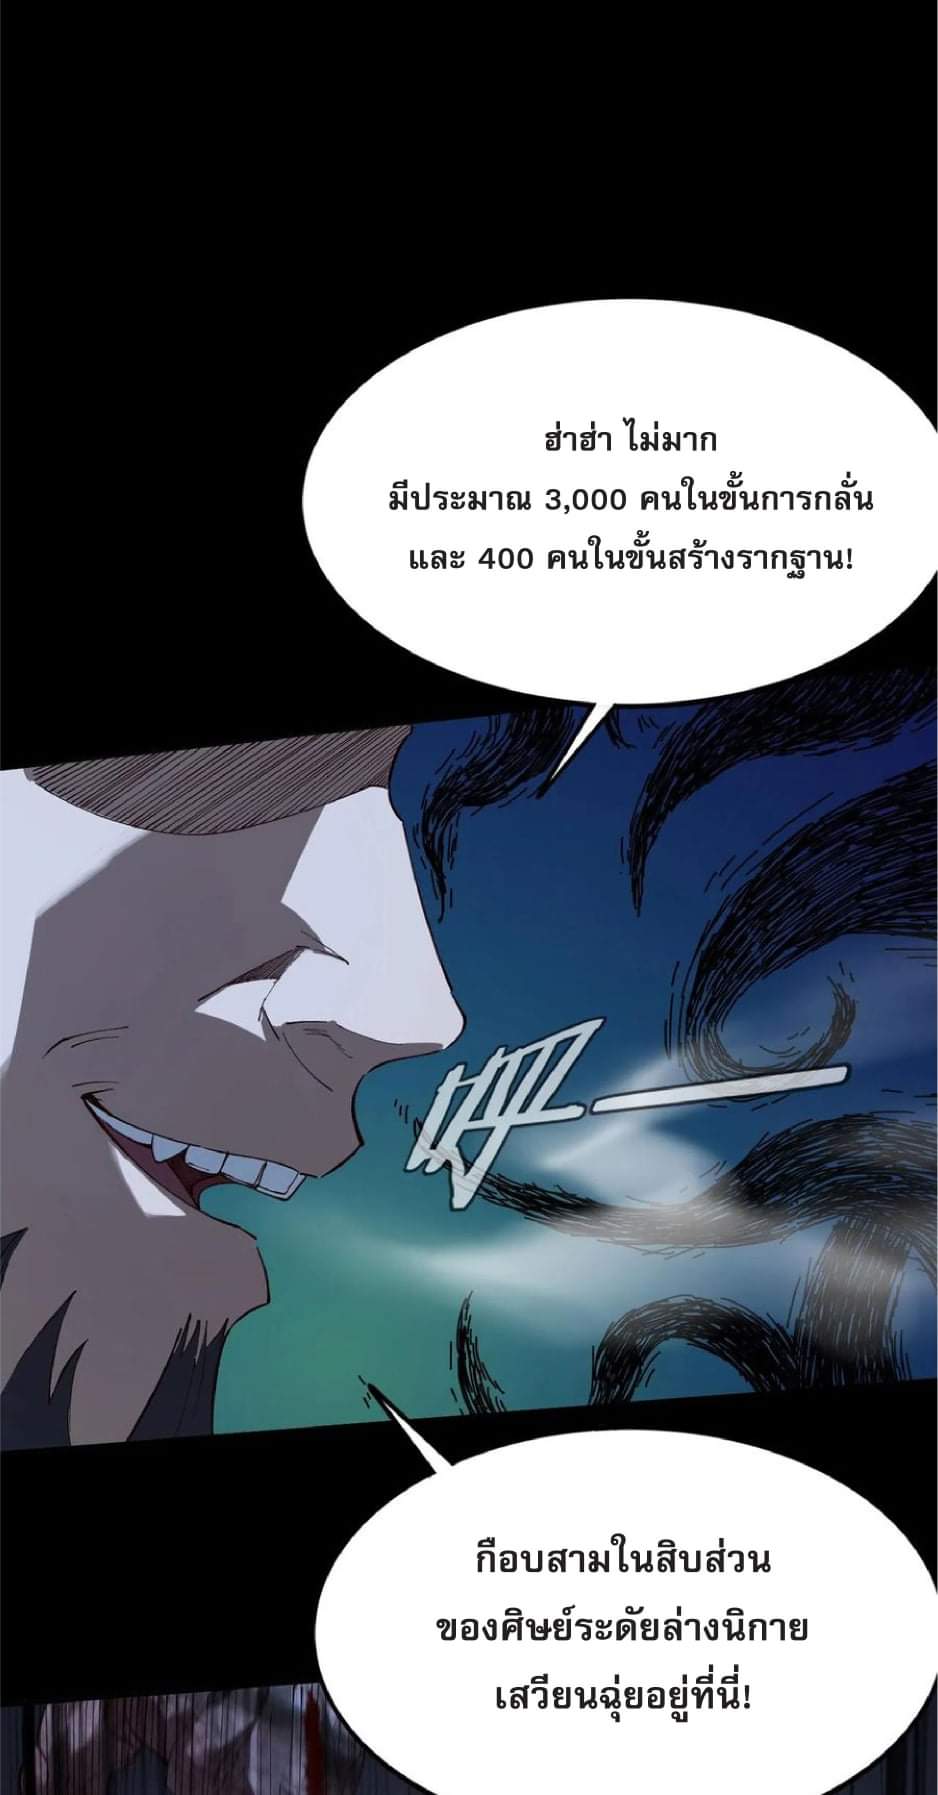 ฮ่าฮ่า ไม่มาก
มีประมาณ 3,000 คนในขั้นการกลั่น
และ 400 คนในขั้นสร้างรากฐาน!
กือบสามในสิบส่วน
ของศิษย์ระดัยล่างนิกาย
เสวียนฉุ่ยอยู่ที่นี่!